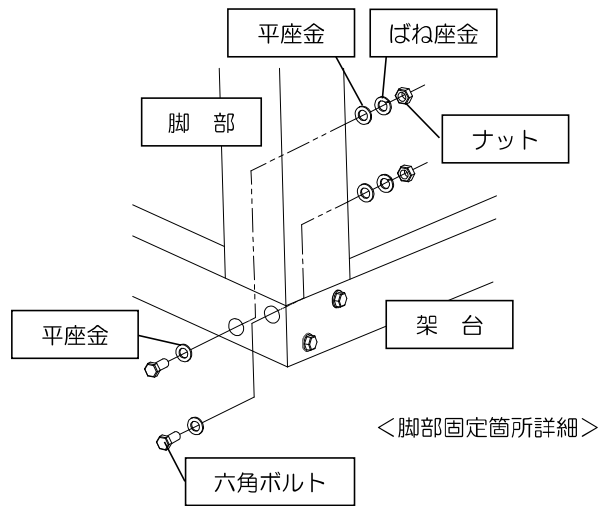 平座金
ばね座金
脚　部
ナット
平座金
架　台
＜脚部固定箇所詳細＞
六角ボルト